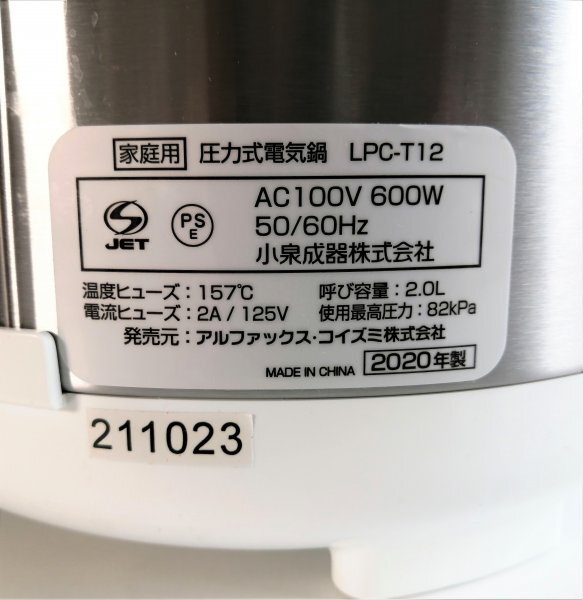 家庭用 圧力式電気鍋 LPC-T12
JET
PS
E
AC100V 600W
50/60Hz
小泉成器株式会社
温度ヒューズ：157℃ 呼び容量：2.0L
電流ヒューズ：2A / 125V 使用最高圧力：82kPa
発売元：アルファックス・コイズミ株式会社
MADE IN CHINA 2020年製
211023